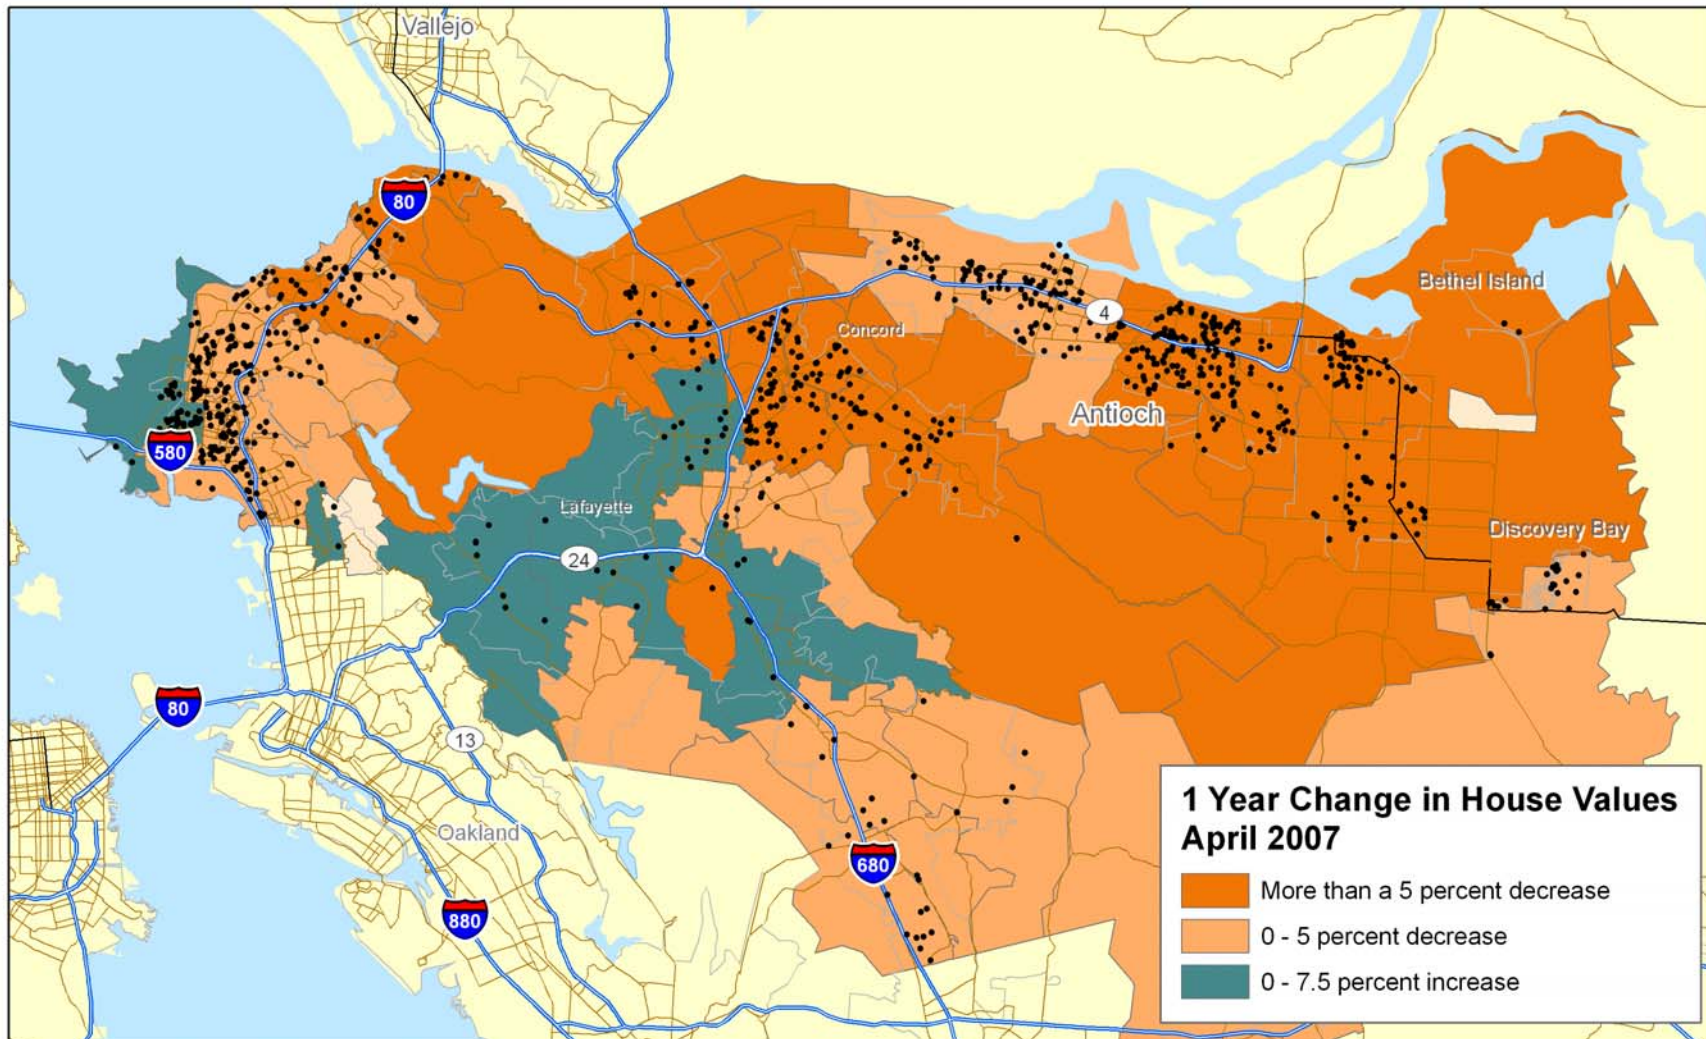 Vallejo
80
Bethel Island
4
Concord
Antioch
580
Lafayette
Discovery Bay
24
80
13
Oakland
680
880
1 Year Change in House Values
April 2007
More than a 5 percent decrease
0 - 5 percent decrease
0 - 7.5 percent increase